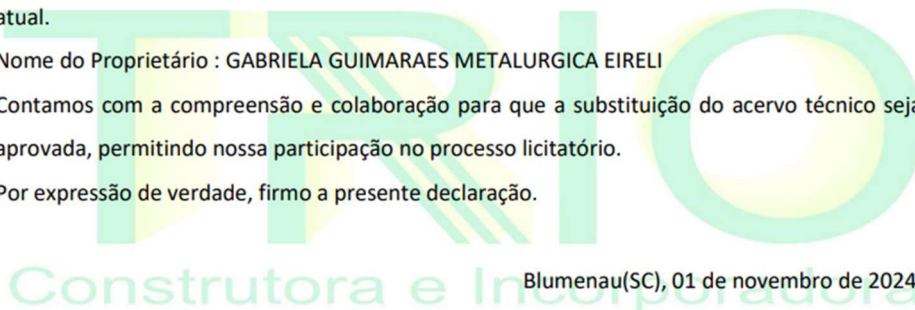 atual.
Nome do Proprietário : GABRIELA GUIMARAES METALURGICA EIRELI
Contamos com a compreensão e colaboração para que a substituição do acervo técnico seja
aprovada, permitindo nossa participação no processo licitatório.
Por expressão de verdade, firmo a presente declaração.
TRIO
Construtora e Incorporadora
Blumenau(SC), 01 de novembro de 2024